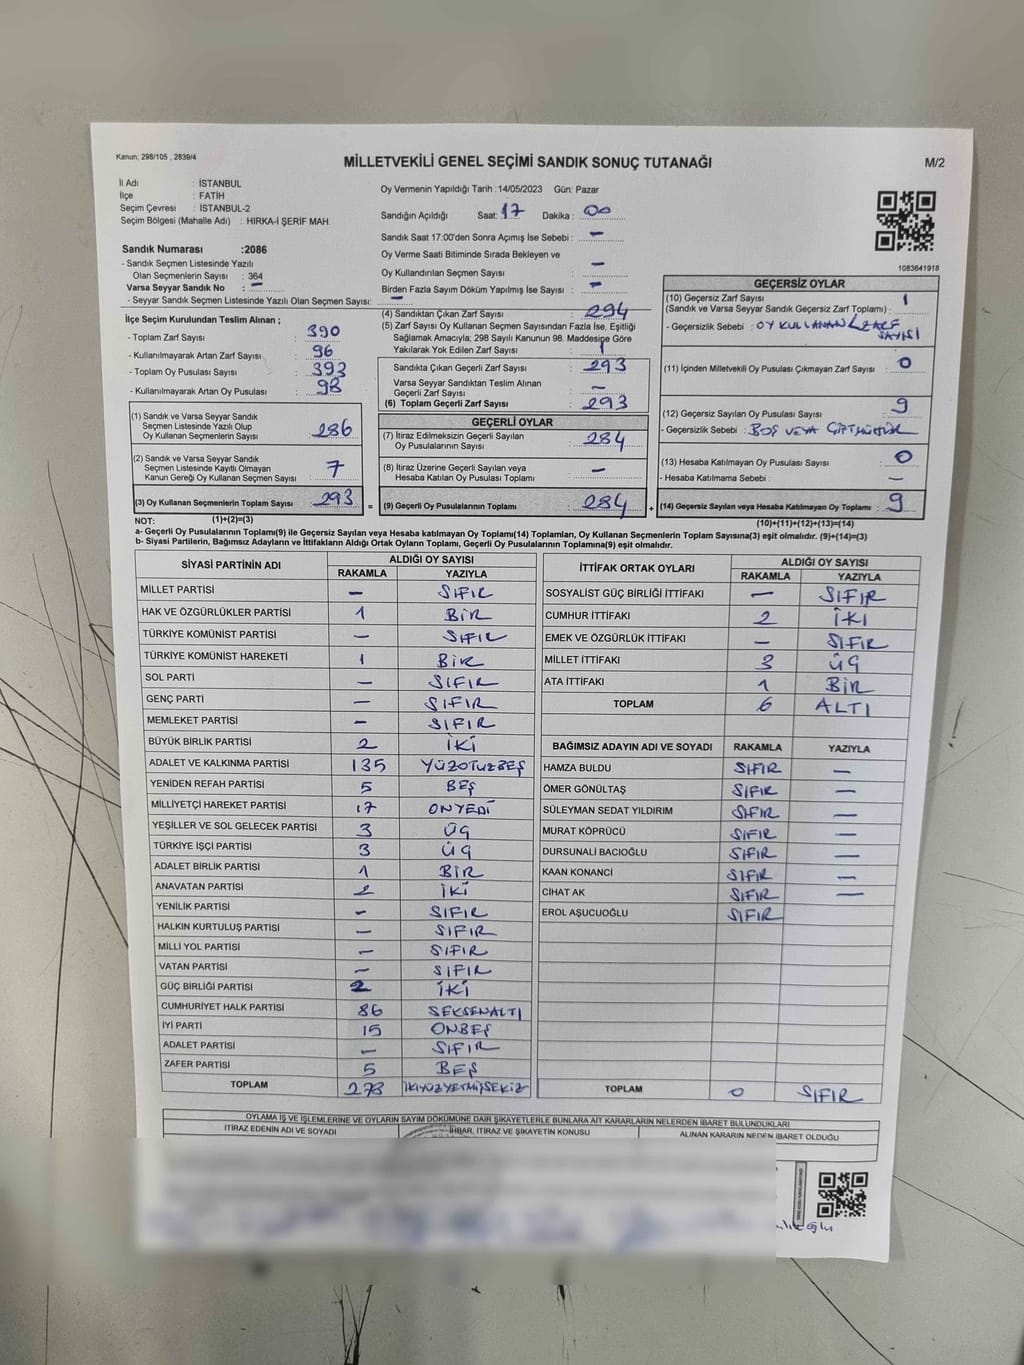 Kanun; 298/105 , 2839/4
MİLLETVEKİLİ GENEL SEÇİMİ SANDIK SONUÇ TUTANAĞI
M/2
İl Adı : İSTANBUL
İlçe : FATİH
Seçim Çevresi : İSTANBUL-2
Seçim Bölgesi (Mahalle Adı) : HIRKA-İ ŞERİF MAH.
Oy Vermenin Yapıldığı Tarih :14/05/2023 Gün: Pazar
Sandığın Açıldığı Saat: 17 Dakika : 00
Sandık Saat 17:00'den Sonra Açımış İse Sebebi : –
Oy Verme Saati Bitiminde Sırada Bekleyen ve
Oy Kullandırılan Seçmen Sayısı : –
Birden Fazla Sayım Döküm Yapılmış İse Sayısı : –
1083641918
Sandık Numarası :2086
- Sandık Seçmen Listesinde Yazılı
Olan Seçmenlerin Sayısı : 364
Varsa Seyyar Sandık No : –
- Seyyar Sandık Seçmen Listesinde Yazılı Olan Seçmen Sayısı: –
İlçe Seçim Kurulundan Teslim Alınan ;
- Toplam Zarf Sayısı : 390
- Kullanılmayarak Artan Zarf Sayısı : 96
- Toplam Oy Pusulası Sayısı : 393
- Kullanılmayarak Artan Oy Pusulası : 98
(1) Sandık ve Varsa Seyyar Sandık
Seçmen Listesinde Yazılı Olup
Oy Kullanan Seçmenlerin Sayısı : 286
(2) Sandık ve Varsa Seyyar Sandık
Seçmen Listesinde Kayıtlı Olmayan
Kanun Gereği Oy Kullanan Seçmen Sayısı : 7
(3) Oy Kullanan Seçmenlerin Toplam Sayısı : 293 =
(1)+(2)=(3)
(4) Sandıktan Çıkan Zarf Sayısı : 294
(5) Zarf Sayısı Oy Kullanan Seçmen Sayısından Fazla İse, Eşitliği
Sağlamak Amacıyla; 298 Sayılı Kanunun 98. Maddesine Göre
Yakılarak Yok Edilen Zarf Sayısı : 1
Sandıkta Çıkan Geçerli Zarf Sayısı : 293
Varsa Seyyar Sandıktan Teslim Alınan
Geçerli Zarf Sayısı : –
(6) Toplam Geçerli Zarf Sayısı : 293
GEÇERLİ OYLAR
(7) İtiraz Edilmeksizin Geçerli Sayılan
Oy Pusulalarının Sayısı : 284
(8) İtiraz Üzerine Geçerli Sayılan veya
Hesaba Katılan Oy Pusulası Toplamı : –
(9) Geçerli Oy Pusulalarının Toplamı : 284 +
GEÇERSİZ OYLAR
(10) Geçersiz Zarf Sayısı : 1
(Sandık ve Varsa Seyyar Sandık Geçersiz Zarf Toplamı) :
- Geçersizlik Sebebi : OY KULLANAN < ZARF SAYISI
(11) İçinden Milletvekili Oy Pusulası Çıkmayan Zarf Sayısı : 0
(12) Geçersiz Sayılan Oy Pusulası Sayısı : 9
- Geçersizlik Sebebi : BOŞ VEYA ÇİFT MÜHÜR
(13) Hesaba Katılmayan Oy Pusulası Sayısı : 0
- Hesaba Katılmama Sebebi : –
(14) Geçersiz Sayılan veya Hesaba Katılmayan Oy Toplamı : 9
(10)+(11)+(12)+(13)=(14)
NOT:
a- Geçerli Oy Pusulalarının Toplamı(9) ile Geçersiz Sayılan veya Hesaba katılmayan Oy Toplamı(14) Toplamları, Oy Kullanan Seçmenlerin Toplam Sayısına(3) eşit olmalıdır. (9)+(14)=(3)
b- Siyasi Partilerin, Bağımsız Adayların ve İttifakların Aldığı Ortak Oyların Toplamı, Geçerli Oy Pusulalarının Toplamına(9) eşit olmalıdır.
SİYASİ PARTİNİN ADI ALDIĞI OY SAYISI
RAKAMLA YAZIYLA
MİLLET PARTİSİ – SIFIR
HAK VE ÖZGÜRLÜKLER PARTİSİ 1 BİR
TÜRKİYE KOMÜNİST PARTİSİ – SIFIR
TÜRKİYE KOMÜNİST HAREKETİ 1 BİR
SOL PARTİ – SIFIR
GENÇ PARTİ – SIFIR
MEMLEKET PARTİSİ – SIFIR
BÜYÜK BİRLİK PARTİSİ 2 İKİ
ADALET VE KALKINMA PARTİSİ 135 YÜZOTUZBEŞ
YENİDEN REFAH PARTİSİ 5 BEŞ
MİLLİYETÇİ HAREKET PARTİSİ 17 ONYEDİ
YEŞİLLER VE SOL GELECEK PARTİSİ 3 ÜÇ
TÜRKİYE İŞÇİ PARTİSİ 3 ÜÇ
ADALET BİRLİK PARTİSİ 1 BİR
ANAVATAN PARTİSİ 2 İKİ
YENİLİK PARTİSİ – SIFIR
HALKIN KURTULUŞ PARTİSİ – SIFIR
MİLLİ YOL PARTİSİ – SIFIR
VATAN PARTİSİ – SIFIR
GÜÇ BİRLİĞİ PARTİSİ 2 İKİ
CUMHURİYET HALK PARTİSİ 86 SEKSENALTI
İYİ PARTİ 15 ONBEŞ
ADALET PARTİSİ – SIFIR
ZAFER PARTİSİ 5 BEŞ
TOPLAM 278 İKİYÜZYETMİŞSEKİZ
İTTİFAK ORTAK OYLARI ALDIĞI OY SAYISI
RAKAMLA YAZIYLA
SOSYALİST GÜÇ BİRLİĞİ İTTİFAKI – SIFIR
CUMHUR İTTİFAKI 2 İKİ
EMEK VE ÖZGÜRLÜK İTTİFAKI – SIFIR
MİLLET İTTİFAKI 3 ÜÇ
ATA İTTİFAKI 1 BİR
TOPLAM 6 ALTI
BAĞIMSIZ ADAYIN ADI VE SOYADI RAKAMLA YAZIYLA
HAMZA BULDU SIFIR –
ÖMER GÖNÜLTAŞ SIFIR –
SÜLEYMAN SEDAT YILDIRIM SIFIR –
MURAT KÖPRÜCÜ SIFIR –
DURSUNALİ BACIOĞLU SIFIR –
KAAN KONANCI SIFIR –
CİHAT AK SIFIR –
EROL AŞUCUOĞLU SIFIR
TOPLAM 0 SIFIR
OYLAMA İŞ VE İŞLEMLERİNE VE OYLARIN SAYIM DÖKÜMÜNE DAİR ŞİKAYETLERLE BUNLARA AİT KARARLARIN NELERDEN İBARET BULUNDUKLARI
İTİRAZ EDENİN ADI VE SOYADI İHBAR, İTİRAZ VE ŞİKAYETİN KONUSU ALINAN KARARIN NEDEN İBARET OLDUĞU